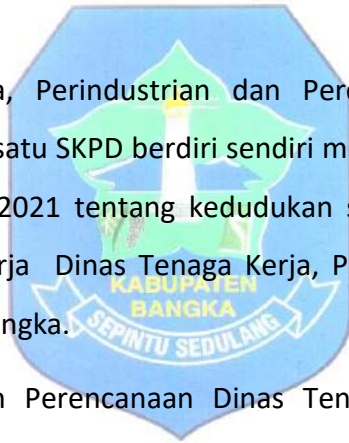 a, Perindustrian dan Per
satu SKPD berdiri sendiri m
2021 tentang kedudukan s
rja Dinas Tenaga Kerja, P
KABUPATEN
BANGKA
ngka.
SEPINTU SEDULANG
n Perencanaan Dinas Ten